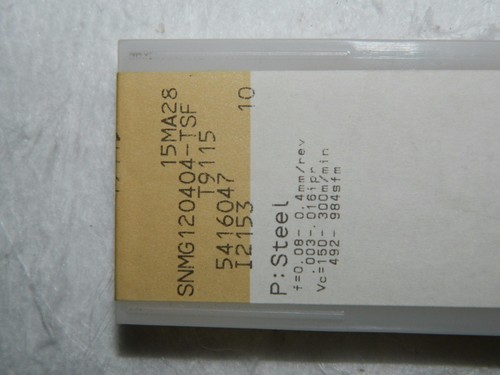 15MA28
SNMG120404-TSF
T9115
5416047
I2153 10
P:Steel
f=0.08- 0.4mm/rev
.003-.016ipr
Vc=150- 300m/min
492- 984sfm